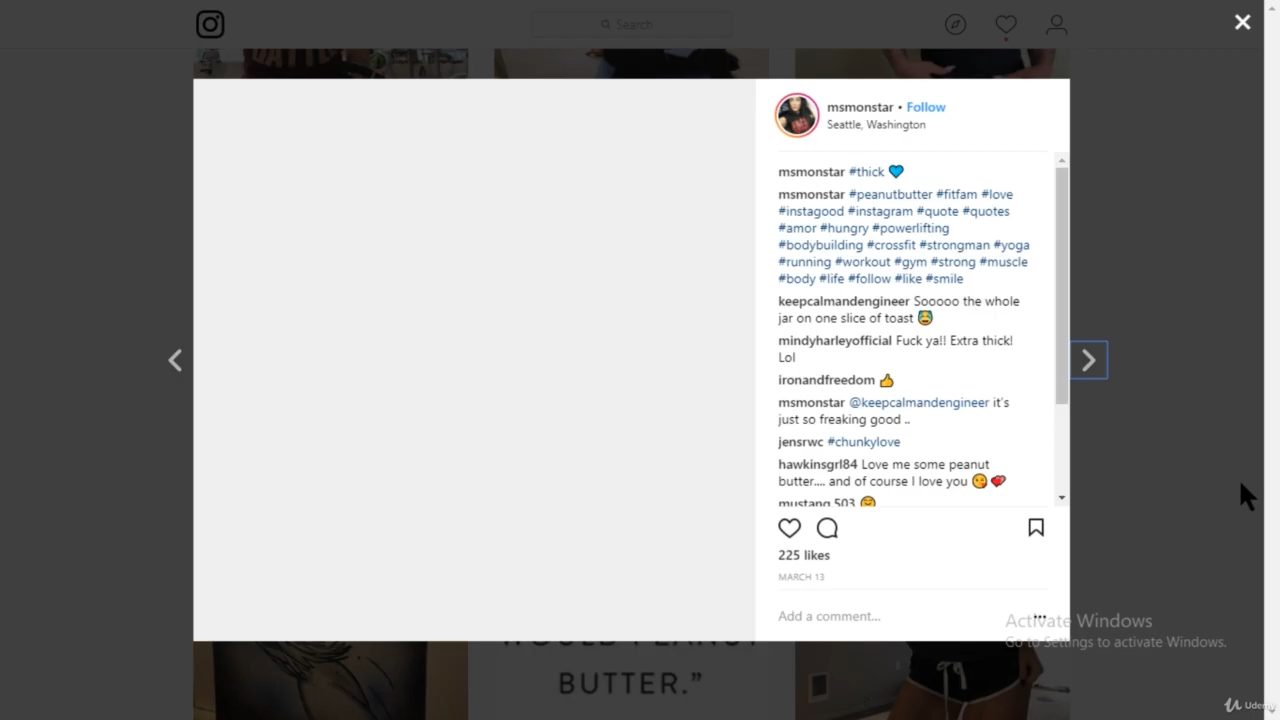 Search
msmonstar • Follow
Seattle, Washington
msmonstar #thick
msmonstar #peanutbutter #fitfam #love
#instagood #instagram #quote #quotes
#amor #hungry #powerlifting
#bodybuilding #crossfit #strongman #yoga
#running #workout #gym #strong #muscle
#body #life #follow #like #smile
keepcalmandengineer Sooooo the whole
jar on one slice of toast
mindyharleyofficial Fuck ya!! Extra thick!
Lol
ironandfreedom
msmonstar @keepcalmandengineer it's
just so freaking good ..
jensrwc #chunkylove
hawkinsgrl84 Love me some peanut
butter.... and of course I love you
mustang 503
225 likes
MARCH 13
Add a comment...
Activate Windows
Go to Settings to activate Windows.
WOULD PEANUT
BUTTER."
Udemy